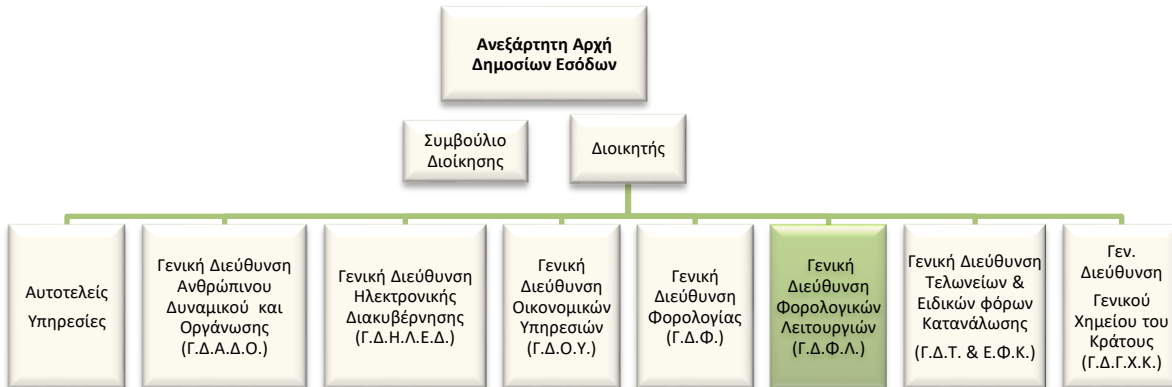 Ανεξάρτητη Αρχή
Δημοσίων Εσόδων
Συμβούλιο
Διοίκησης
Διοικητής
Αυτοτελείς
Υπηρεσίες
Γενική Διεύθυνση
Ανθρώπινου
Δυναμικού και
Οργάνωσης
(Γ.Δ.Α.Δ.Ο.)
Γενική Διεύθυνση
Ηλεκτρονικής
Διακυβέρνησης
(Γ.Δ.Η.Λ.Ε.Δ.)
Γενική
Διεύθυνση
Οικονομικών
Υπηρεσιών
(Γ.Δ.Ο.Υ.)
Γενική
Διεύθυνση
Φορολογίας
(Γ.Δ.Φ.)
Γενική
Διεύθυνση
Φορολογικών
Λειτουργιών
(Γ.Δ.Φ.Λ.)
Γενική Διεύθυνση
Τελωνείων &
Ειδικών φόρων
Κατανάλωσης
(Γ.Δ.Τ. & Ε.Φ.Κ.)
Γεν.
Διεύθυνση
Γενικού
Χημείου του
Κράτους
(Γ.Δ.Γ.Χ.Κ.)